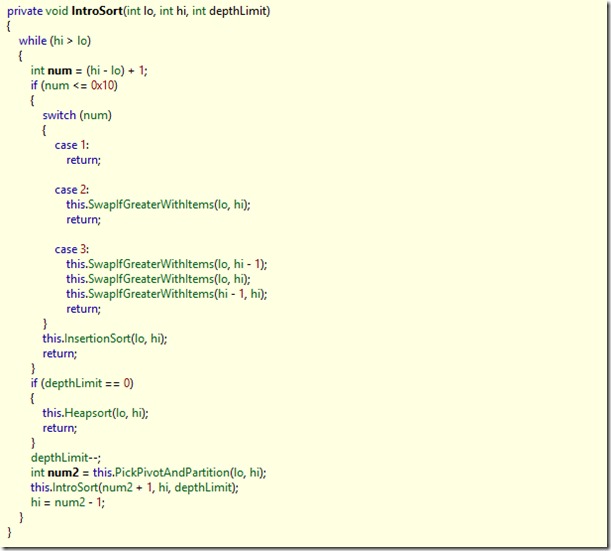 private void IntroSort(int lo, int hi, int depthLimit)
{
    while (hi > lo)
    {
        int num = (hi - lo) + 1;
        if (num <= 0x10)
        {
            switch (num)
            {
                case 1:
                    return;

                case 2:
                    this.SwapIfGreaterWithItems(lo, hi);
                    return;

                case 3:
                    this.SwapIfGreaterWithItems(lo, hi - 1);
                    this.SwapIfGreaterWithItems(lo, hi);
                    this.SwapIfGreaterWithItems(hi - 1, hi);
                    return;
            }
            this.InsertionSort(lo, hi);
            return;
        }
        if (depthLimit == 0)
        {
            this.Heapsort(lo, hi);
            return;
        }
        depthLimit--;
        int num2 = this.PickPivotAndPartition(lo, hi);
        this.IntroSort(num2 + 1, hi, depthLimit);
        hi = num2 - 1;
    }
}